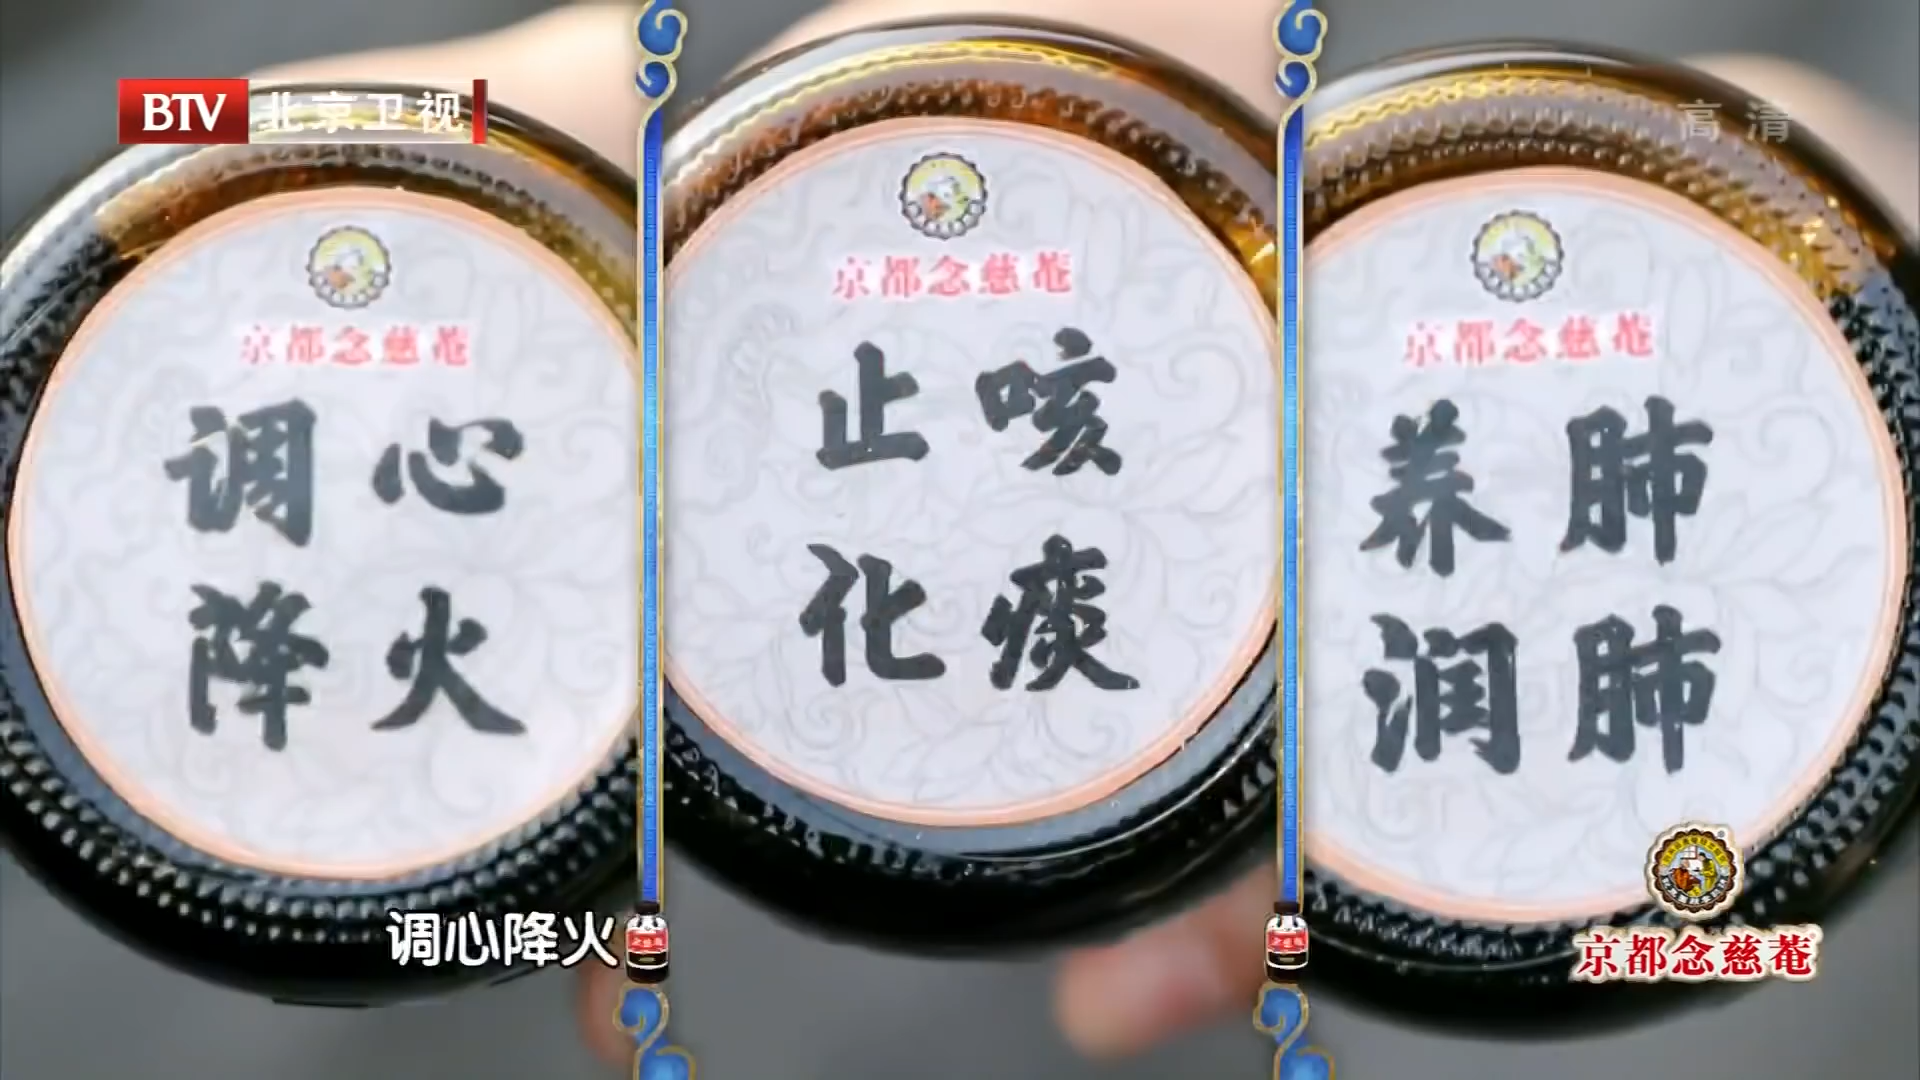 BTV 北京卫视
高清
京都念慈菴
调心
降火
京都念慈菴
止咳
化痰
京都念慈菴
养肺
润肺
调心降火
京都念慈菴